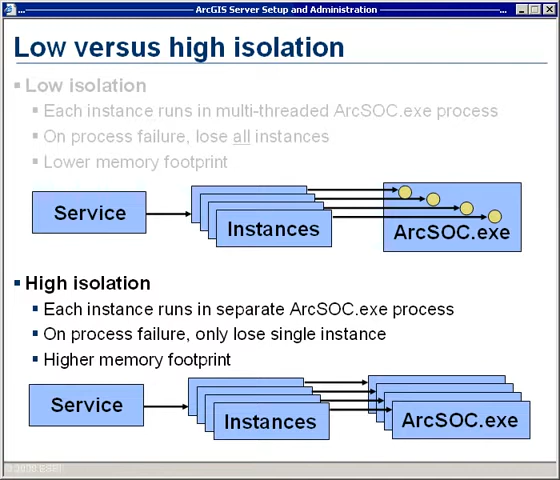 ArcGIS Server Setup and Administration
Low versus high isolation
Low isolation
Each instance runs in multi-threaded ArcSOC.exe process
On process failure, lose all instances
Lower memory footprint
Service
Instances
ArcSOC.exe
High isolation
Each instance runs in separate ArcSOC.exe process
On process failure, only lose single instance
Higher memory footprint
Service
Instances
ArcSOC.exe
© 2008 ESRI